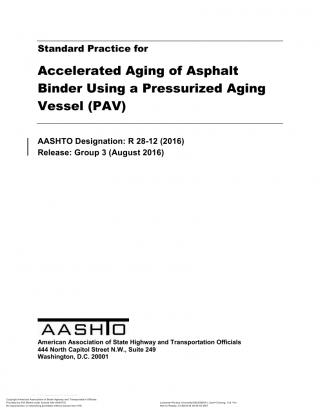 Standard Practice for
Accelerated Aging of Asphalt
Binder Using a Pressurized Aging
Vessel (PAV)
AASHTO Designation: R 28-12 (2016)
Release: Group 3 (August 2016)
AASHTO
American Association of State Highway and Transportation Officials
444 North Capitol Street N.W., Suite 249
Washington, D.C. 20001